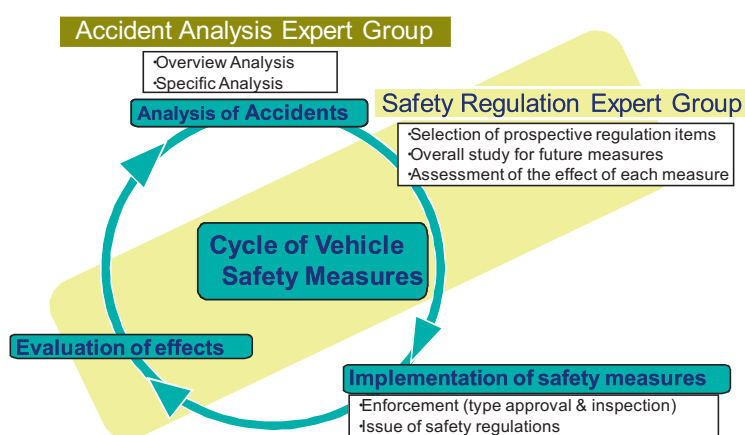 Accident Analysis Expert Group
·Overview Analysis
·Specific Analysis
Analysis of Accidents
Safety Regulation Expert Group
·Selection of prospective regulation items
·Overall study for future measures
·Assessment of the effect of each measure
Cycle of Vehicle
Safety Measures
Evaluation of effects
Implementation of safety measures
·Enforcement (type approval & inspection)
·Issue of safety regulations